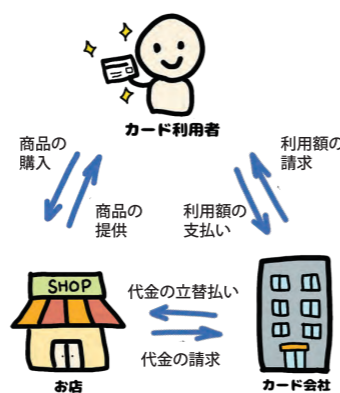 カード利用者
商品の
購入
利用額の
請求
商品の
提供
利用額の
支払い
SHOP
代金の立替払い
代金の請求
お店
カード会社